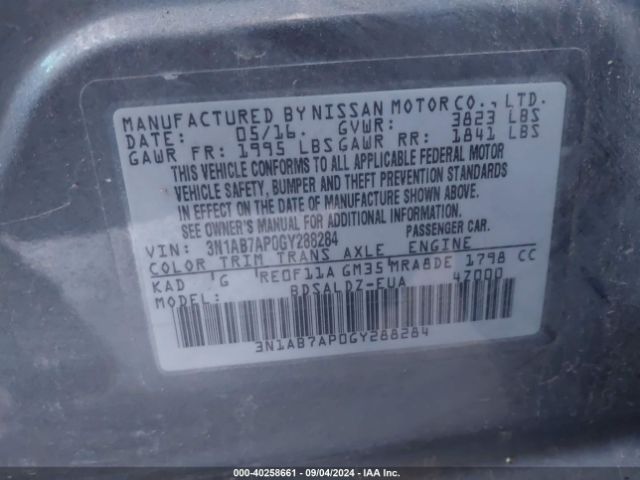 MANUFACTURED BY NISSAN MOTOR CO., LTD.
DATE: 05/16. GVWR: 3823 LBS
GAWR FR: 1995 LBS GAWR RR: 1841 LBS
THIS VEHICLE CONFORMS TO ALL APPLICABLE FEDERAL MOTOR
VEHICLE SAFETY, BUMPER AND THEFT PREVENTION STANDARDS
IN EFFECT ON THE DATE OF MANUFACTURE SHOWN ABOVE.
SEE OWNER'S MANUAL FOR ADDITIONAL INFORMATION.
VIN: 3N1AB7AP0GY288284 PASSENGER CAR.
COLOR TRIM TRANS AXLE ENGINE
KAD G RE0F11A GM35 MRA8DE 1798 CC
MODEL: BDSALDZ-EUA 4Z000
3N1AB7AP0GY288284
000-40258661 - 09/04/2024 - IAA Inc.